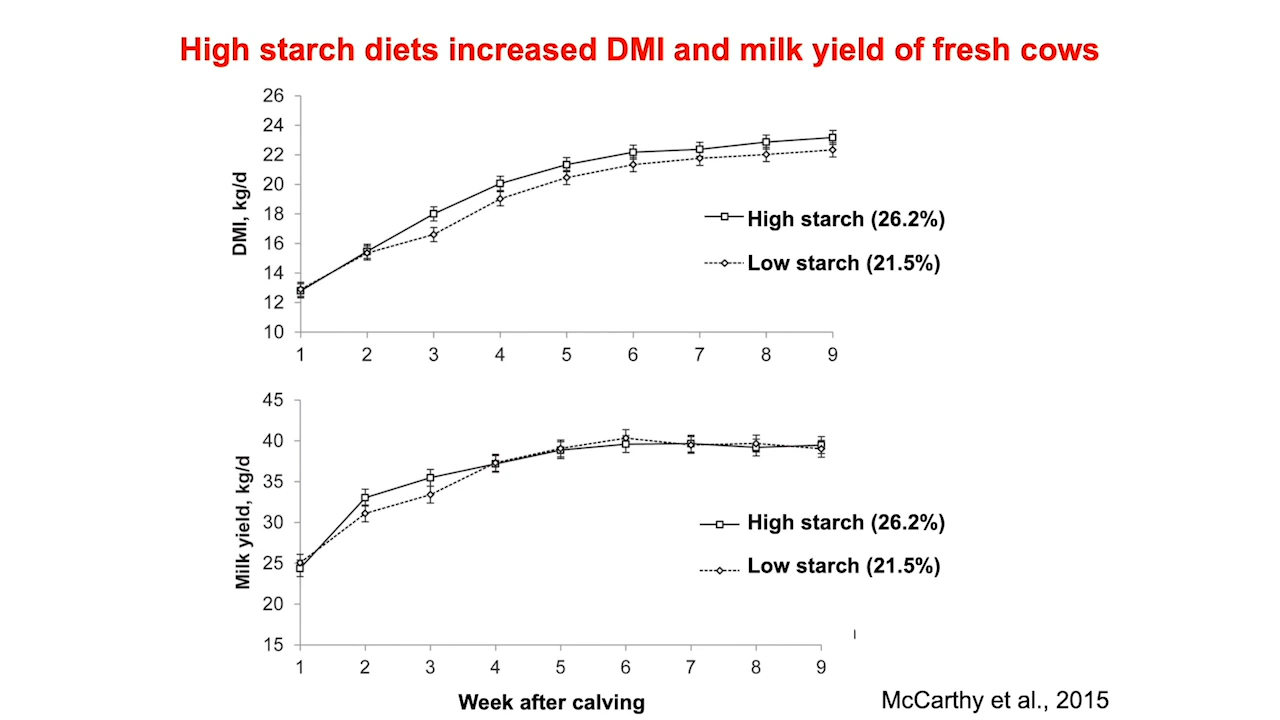 High starch diets increased DMI and milk yield of fresh cows
26
24
22
20
18
16
14
12
10
DMI, kg/d
High starch (26.2%)
Low starch (21.5%)
1 2 3 4 5 6 7 8 9
45
40
35
30
25
20
15
Milk yield, kg/d
High starch (26.2%)
Low starch (21.5%)
1 2 3 4 5 6 7 8 9
Week after calving
McCarthy et al., 2015